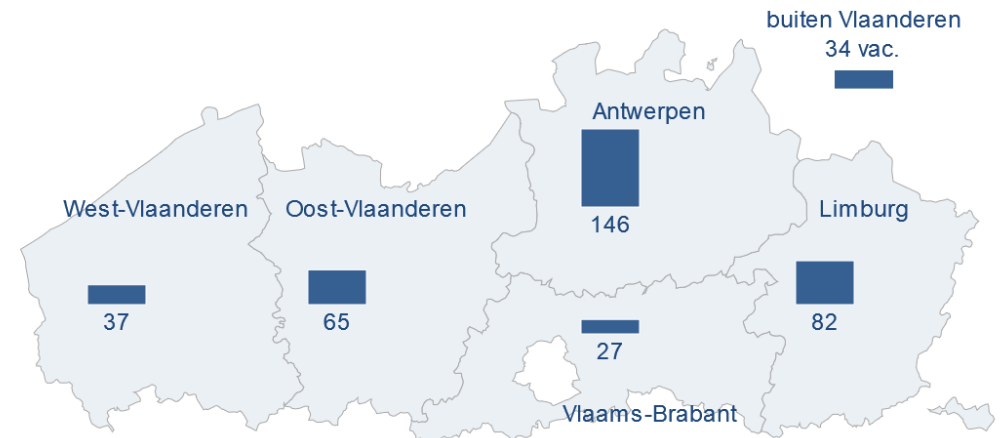 buiten Vlaanderen
34 vac.
Antwerpen
146
West-Vlaanderen
37
Oost-Vlaanderen
65
Limburg
82
27
Vlaams-Brabant